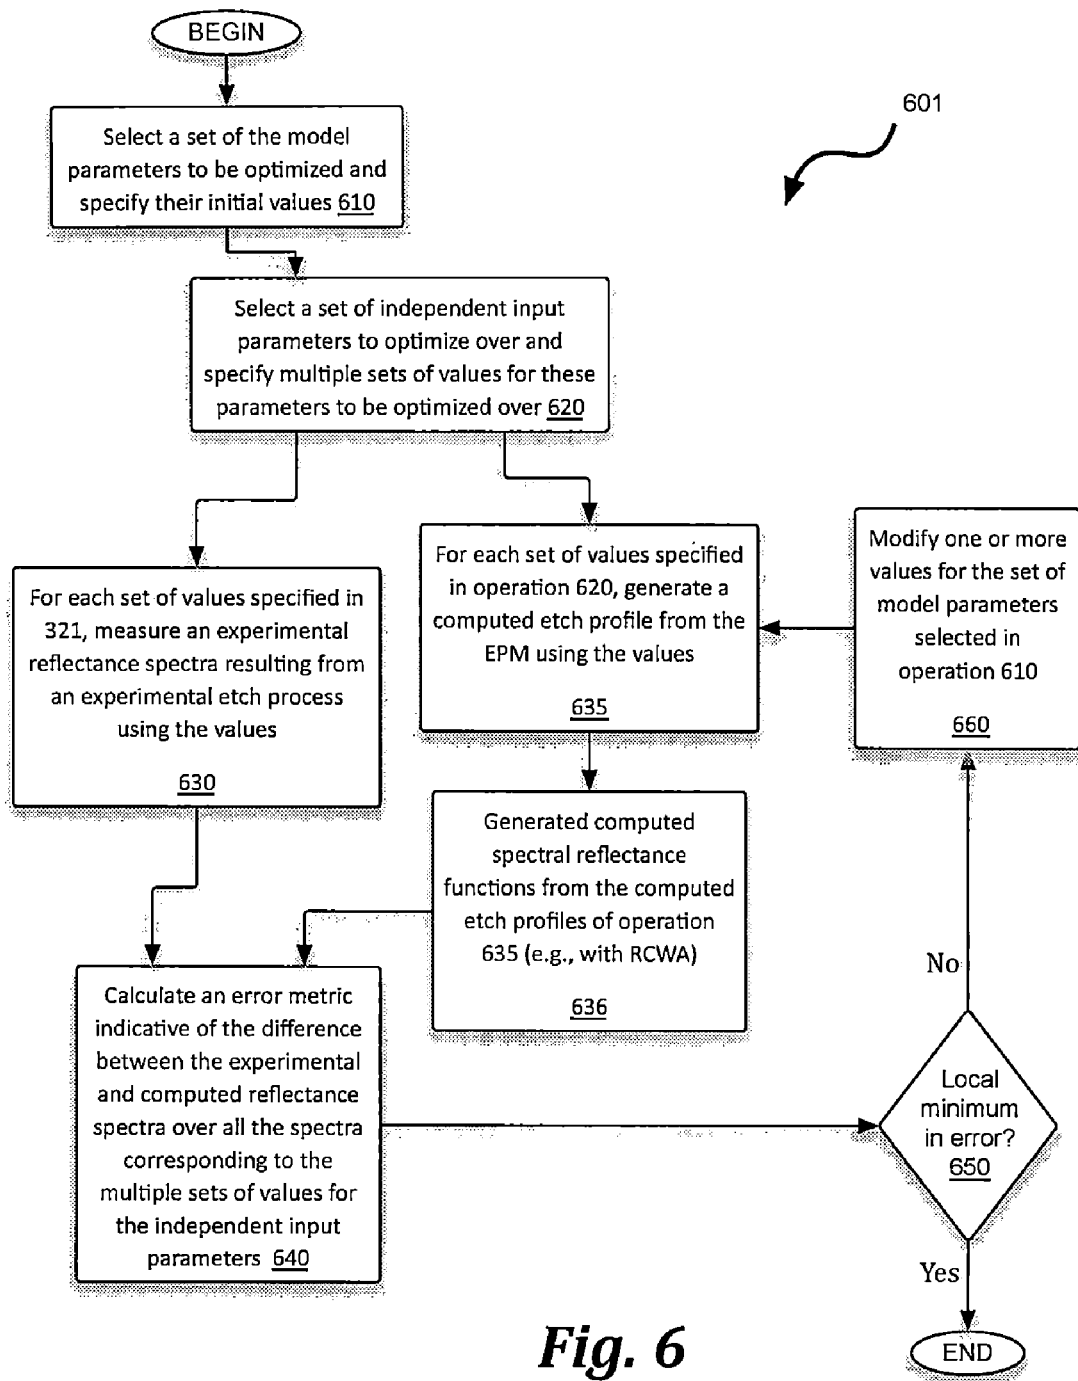 BEGIN
601
Select a set of the model
parameters to be optimized and
specify their initial values 610
Select a set of independent input
parameters to optimize over and
specify multiple sets of values for these
parameters to be optimized over 620
For each set of values specified in
321, measure an experimental
reflectance spectra resulting from
an experimental etch process
using the values
630
For each set of values specified
in operation 620, generate a
computed etch profile from the
EPM using the values
635
Modify one or more
values for the set of
model parameters
selected in
operation 610
660
Generated computed
spectral reflectance
functions from the computed
etch profiles of operation
635 (e.g., with RCWA)
636
Calculate an error metric
indicative of the difference
between the experimental
and computed reflectance
spectra over all the spectra
corresponding to the
multiple sets of values for
the independent input
parameters 640
No
Local
minimum
in error?
650
Yes
END
Fig. 6